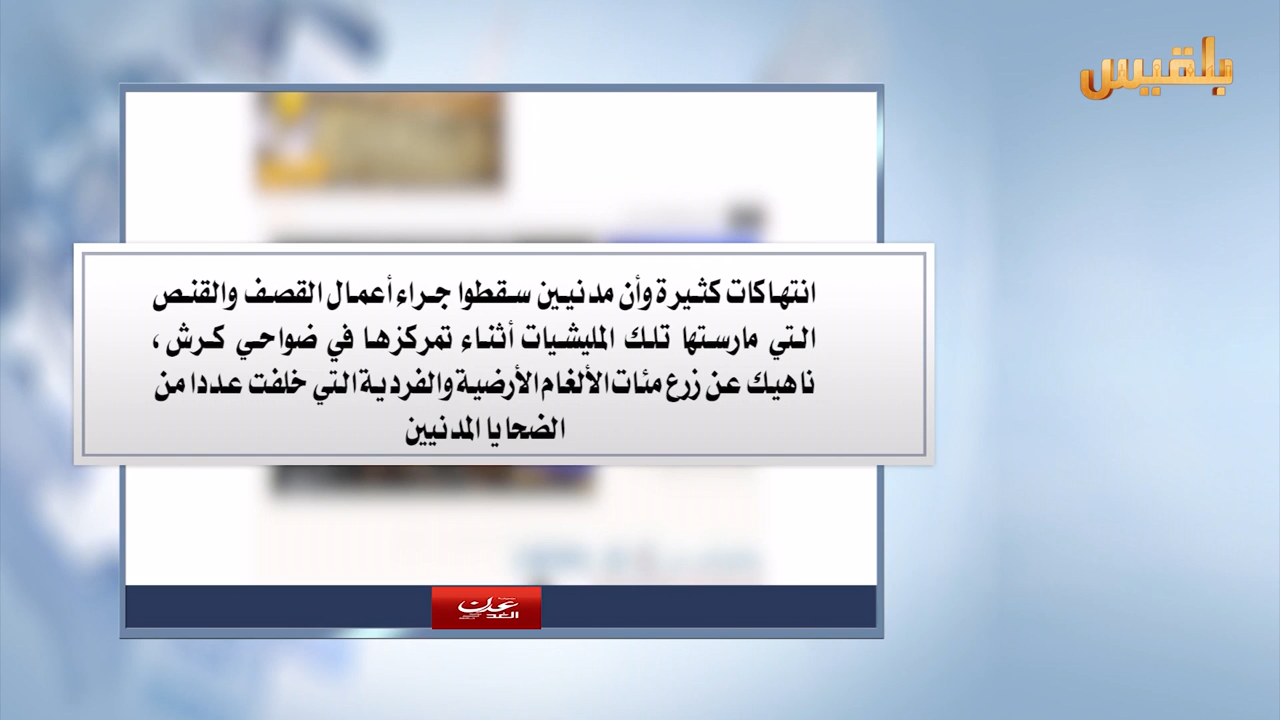 بلقيس
انتهاكات كثيرة وأن مدنيين سقطوا جراء أعمال القصف والقنص
التي مارستها تلك المليشيات أثناء تمركزها في ضواحي كرش ،
ناهيك عن زرع مئات الألغام الأرضية والفردية التي خلفت عددا من
الضحايا المدنيين
عدن
الغد